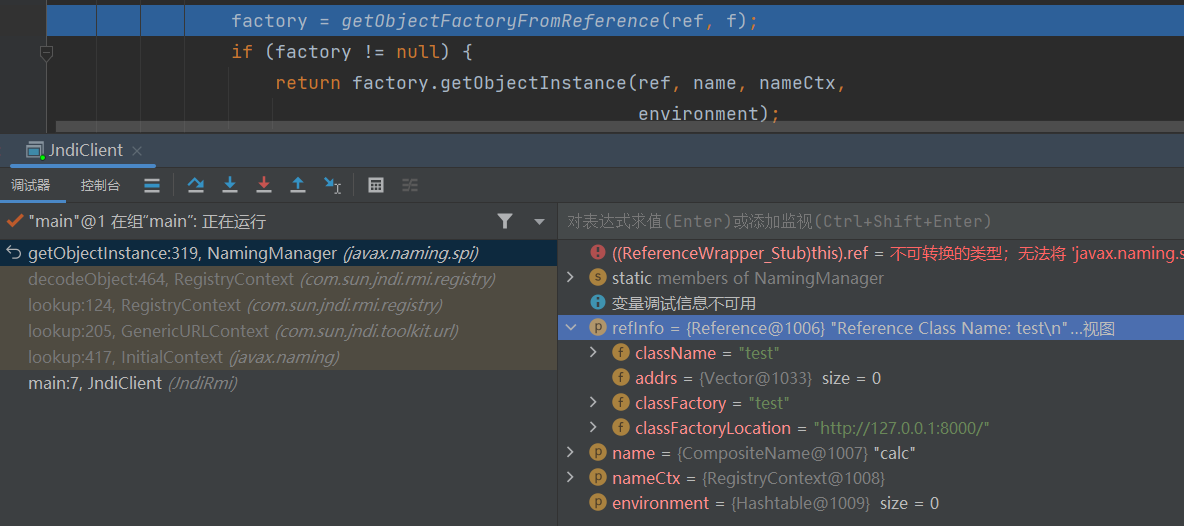 factory = getObjectFactoryFromReference(ref, f);
if (factory != null) {
return factory.getObjectInstance(ref, name, nameCtx,
environment);
JndiClient
调试器 控制台
"main"@1 在组"main": 正在运行
getObjectInstance:319, NamingManager (javax.naming.spi)
decodeObject:464, RegistryContext (com.sun.jndi.rmi.registry)
lookup:124, RegistryContext (com.sun.jndi.rmi.registry)
lookup:205, GenericURLContext (com.sun.jndi.toolkit.url)
lookup:417, InitialContext (javax.naming)
main:7, JndiClient (JndiRmi)
对表达式求值(Enter)或添加监视(Ctrl+Shift+Enter)
((ReferenceWrapper_Stub)this).ref = 不可转换的类型；无法将 'javax.naming.s
static members of NamingManager
变量调试信息不可用
refInfo = {Reference@1006} "Reference Class Name: test\n" ...视图
className = "test"
addrs = {Vector@1033} size = 0
classFactory = "test"
classFactoryLocation = "http://127.0.0.1:8000/"
name = {CompositeName@1007} "calc"
nameCtx = {RegistryContext@1008}
environment = {Hashtable@1009} size = 0